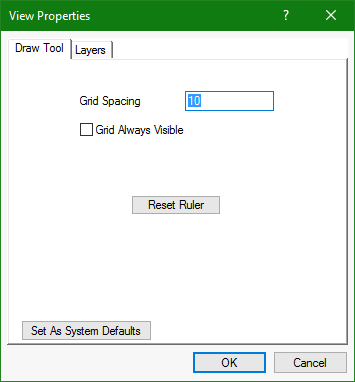 View Properties
?
Draw Tool
Layers
Grid Spacing
10
Grid Always Visible
Reset Ruler
Set As System Defaults
OK
Cancel